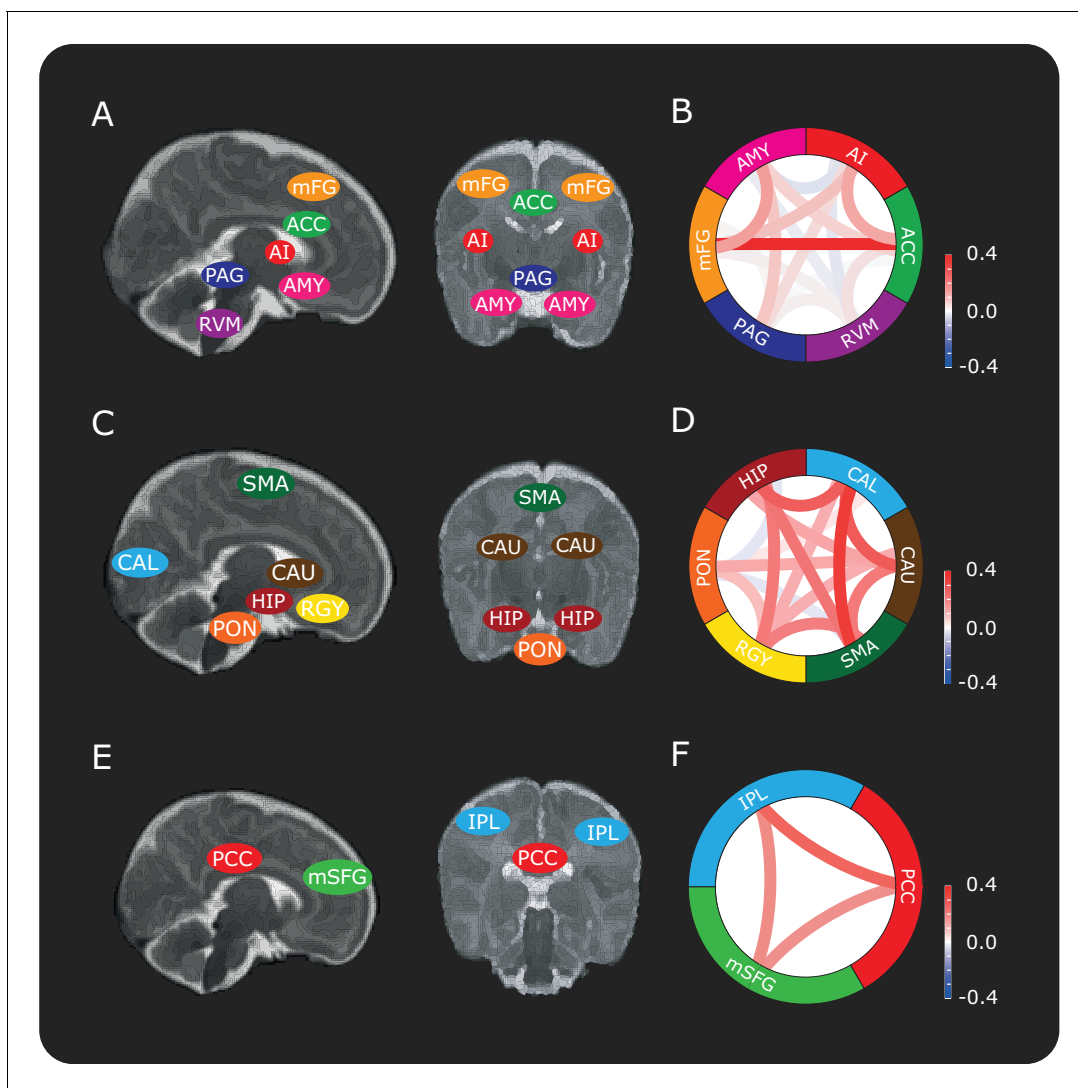 A
mFG
ACC
AI
PAG
AMY
RVM
mFG mFG
ACC
AI AI
PAG
AMY AMY
B
AMY AI
mFG ACC
PAG RVM
0.4
0.0
-0.4
C
SMA
CAL
CAU
HIP
RGY
PON
SMA
CAU CAU
HIP HIP
PON
D
HIP CAL
PON CAU
RGY SMA
0.4
0.0
-0.4
E
PCC
mSFG
IPL IPL
PCC
F
IPL
PCC
mSFG
0.4
0.0
-0.4